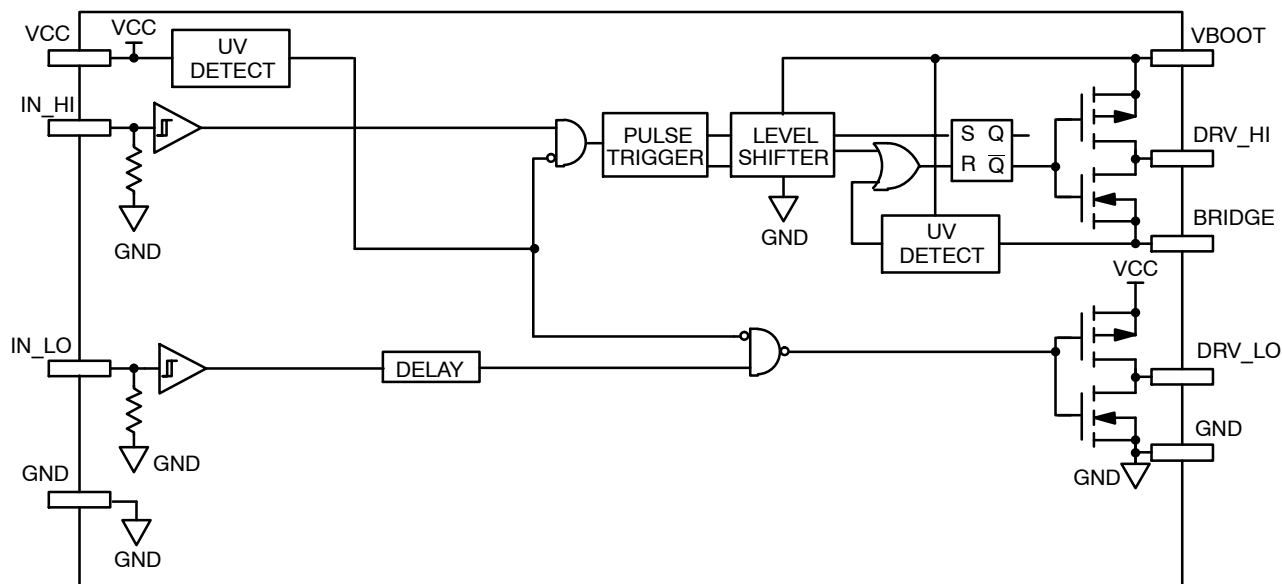 VCC
VCC
UV
DETECT
VBOOT
IN_HI
PULSE
TRIGGER
LEVEL
SHIFTER
S Q
R Q̅
DRV_HI
GND
GND
UV
DETECT
BRIDGE
VCC
IN_LO
DELAY
DRV_LO
GND
GND
GND
GND
GND